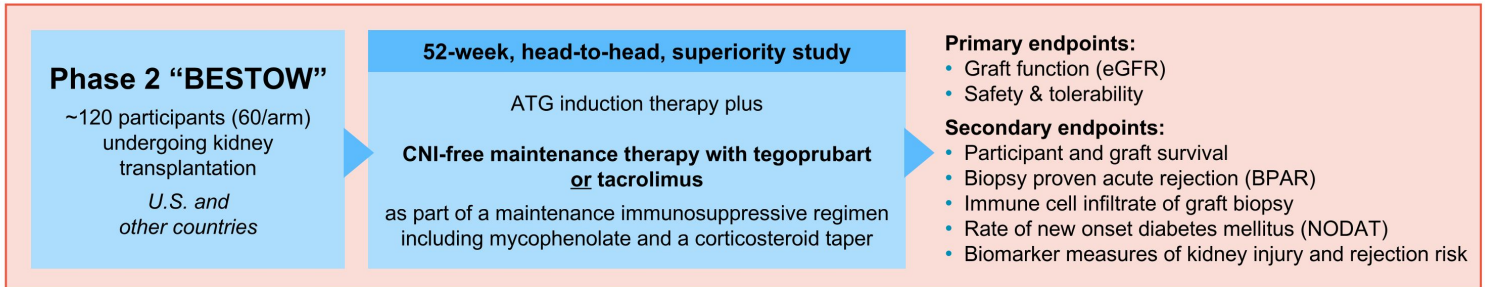 Phase 2 “BESTOW”
~120 participants (60/arm)
undergoing kidney
transplantation
U.S. and
other countries
52-week, head-to-head, superiority study
ATG induction therapy plus
CNI-free maintenance therapy with tegoprubart
or tacrolimus
as part of a maintenance immunosuppressive regimen
including mycophenolate and a corticosteroid taper
Primary endpoints:
• Graft function (eGFR)
• Safety & tolerability
Secondary endpoints:
• Participant and graft survival
• Biopsy proven acute rejection (BPAR)
• Immune cell infiltrate of graft biopsy
• Rate of new onset diabetes mellitus (NODAT)
• Biomarker measures of kidney injury and rejection risk